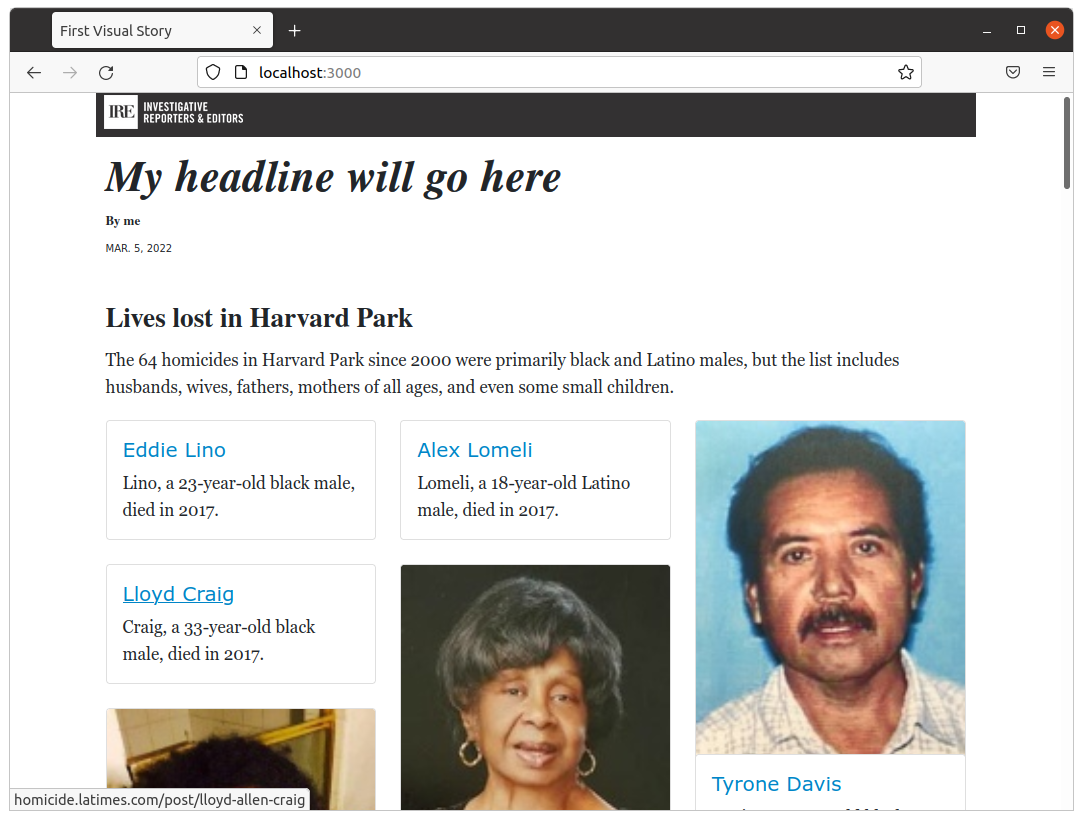 First Visual Story
localhost:3000
IRE INVESTIGATIVE
REPORTERS & EDITORS
My headline will go here
By me
MAR. 5, 2022
Lives lost in Harvard Park
The 64 homicides in Harvard Park since 2000 were primarily black and Latino males, but the list includes
husbands, wives, fathers, mothers of all ages, and even some small children.
Eddie Lino
Lino, a 23-year-old black male,
died in 2017.
Alex Lomeli
Lomeli, a 18-year-old Latino
male, died in 2017.
Lloyd Craig
Craig, a 33-year-old black
male, died in 2017.
Tyrone Davis
homicide.latimes.com/post/lloyd-allen-craig